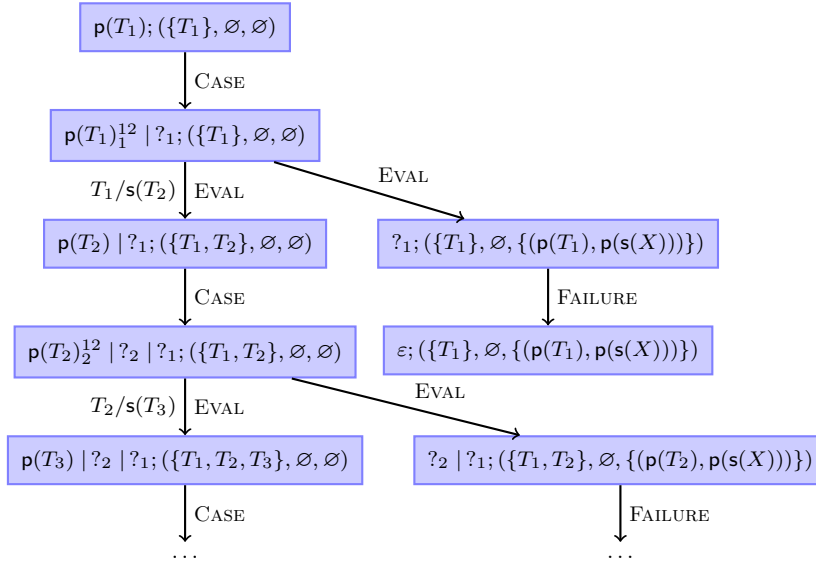 p(T₁); ({T₁}, ∅, ∅)
CASE
p(T₁)₁¹² | ?₁; ({T₁}, ∅, ∅)
T₁/s(T₂) EVAL EVAL
p(T₂) | ?₁; ({T₁, T₂}, ∅, ∅) ?₁; ({T₁}, ∅, {(p(T₁), p(s(X)))})
CASE FAILURE
p(T₂)₂¹² | ?₂ | ?₁; ({T₁, T₂}, ∅, ∅) ε; ({T₁}, ∅, {(p(T₁), p(s(X)))})
T₂/s(T₃) EVAL EVAL
p(T₃) | ?₂ | ?₁; ({T₁, T₂, T₃}, ∅, ∅) ?₂ | ?₁; ({T₁, T₂}, ∅, {(p(T₂), p(s(X)))})
CASE FAILURE
... ...